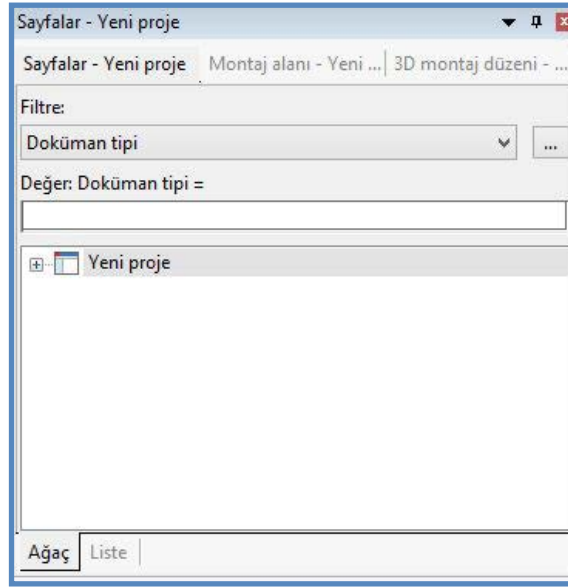 Sayfalar - Yeni proje
Sayfalar - Yeni proje Montaj alanı - Yeni ... 3D montaj düzeni - ...
Filtre:
Doküman tipi ...
Değer: Doküman tipi =
Yeni proje
Ağaç Liste